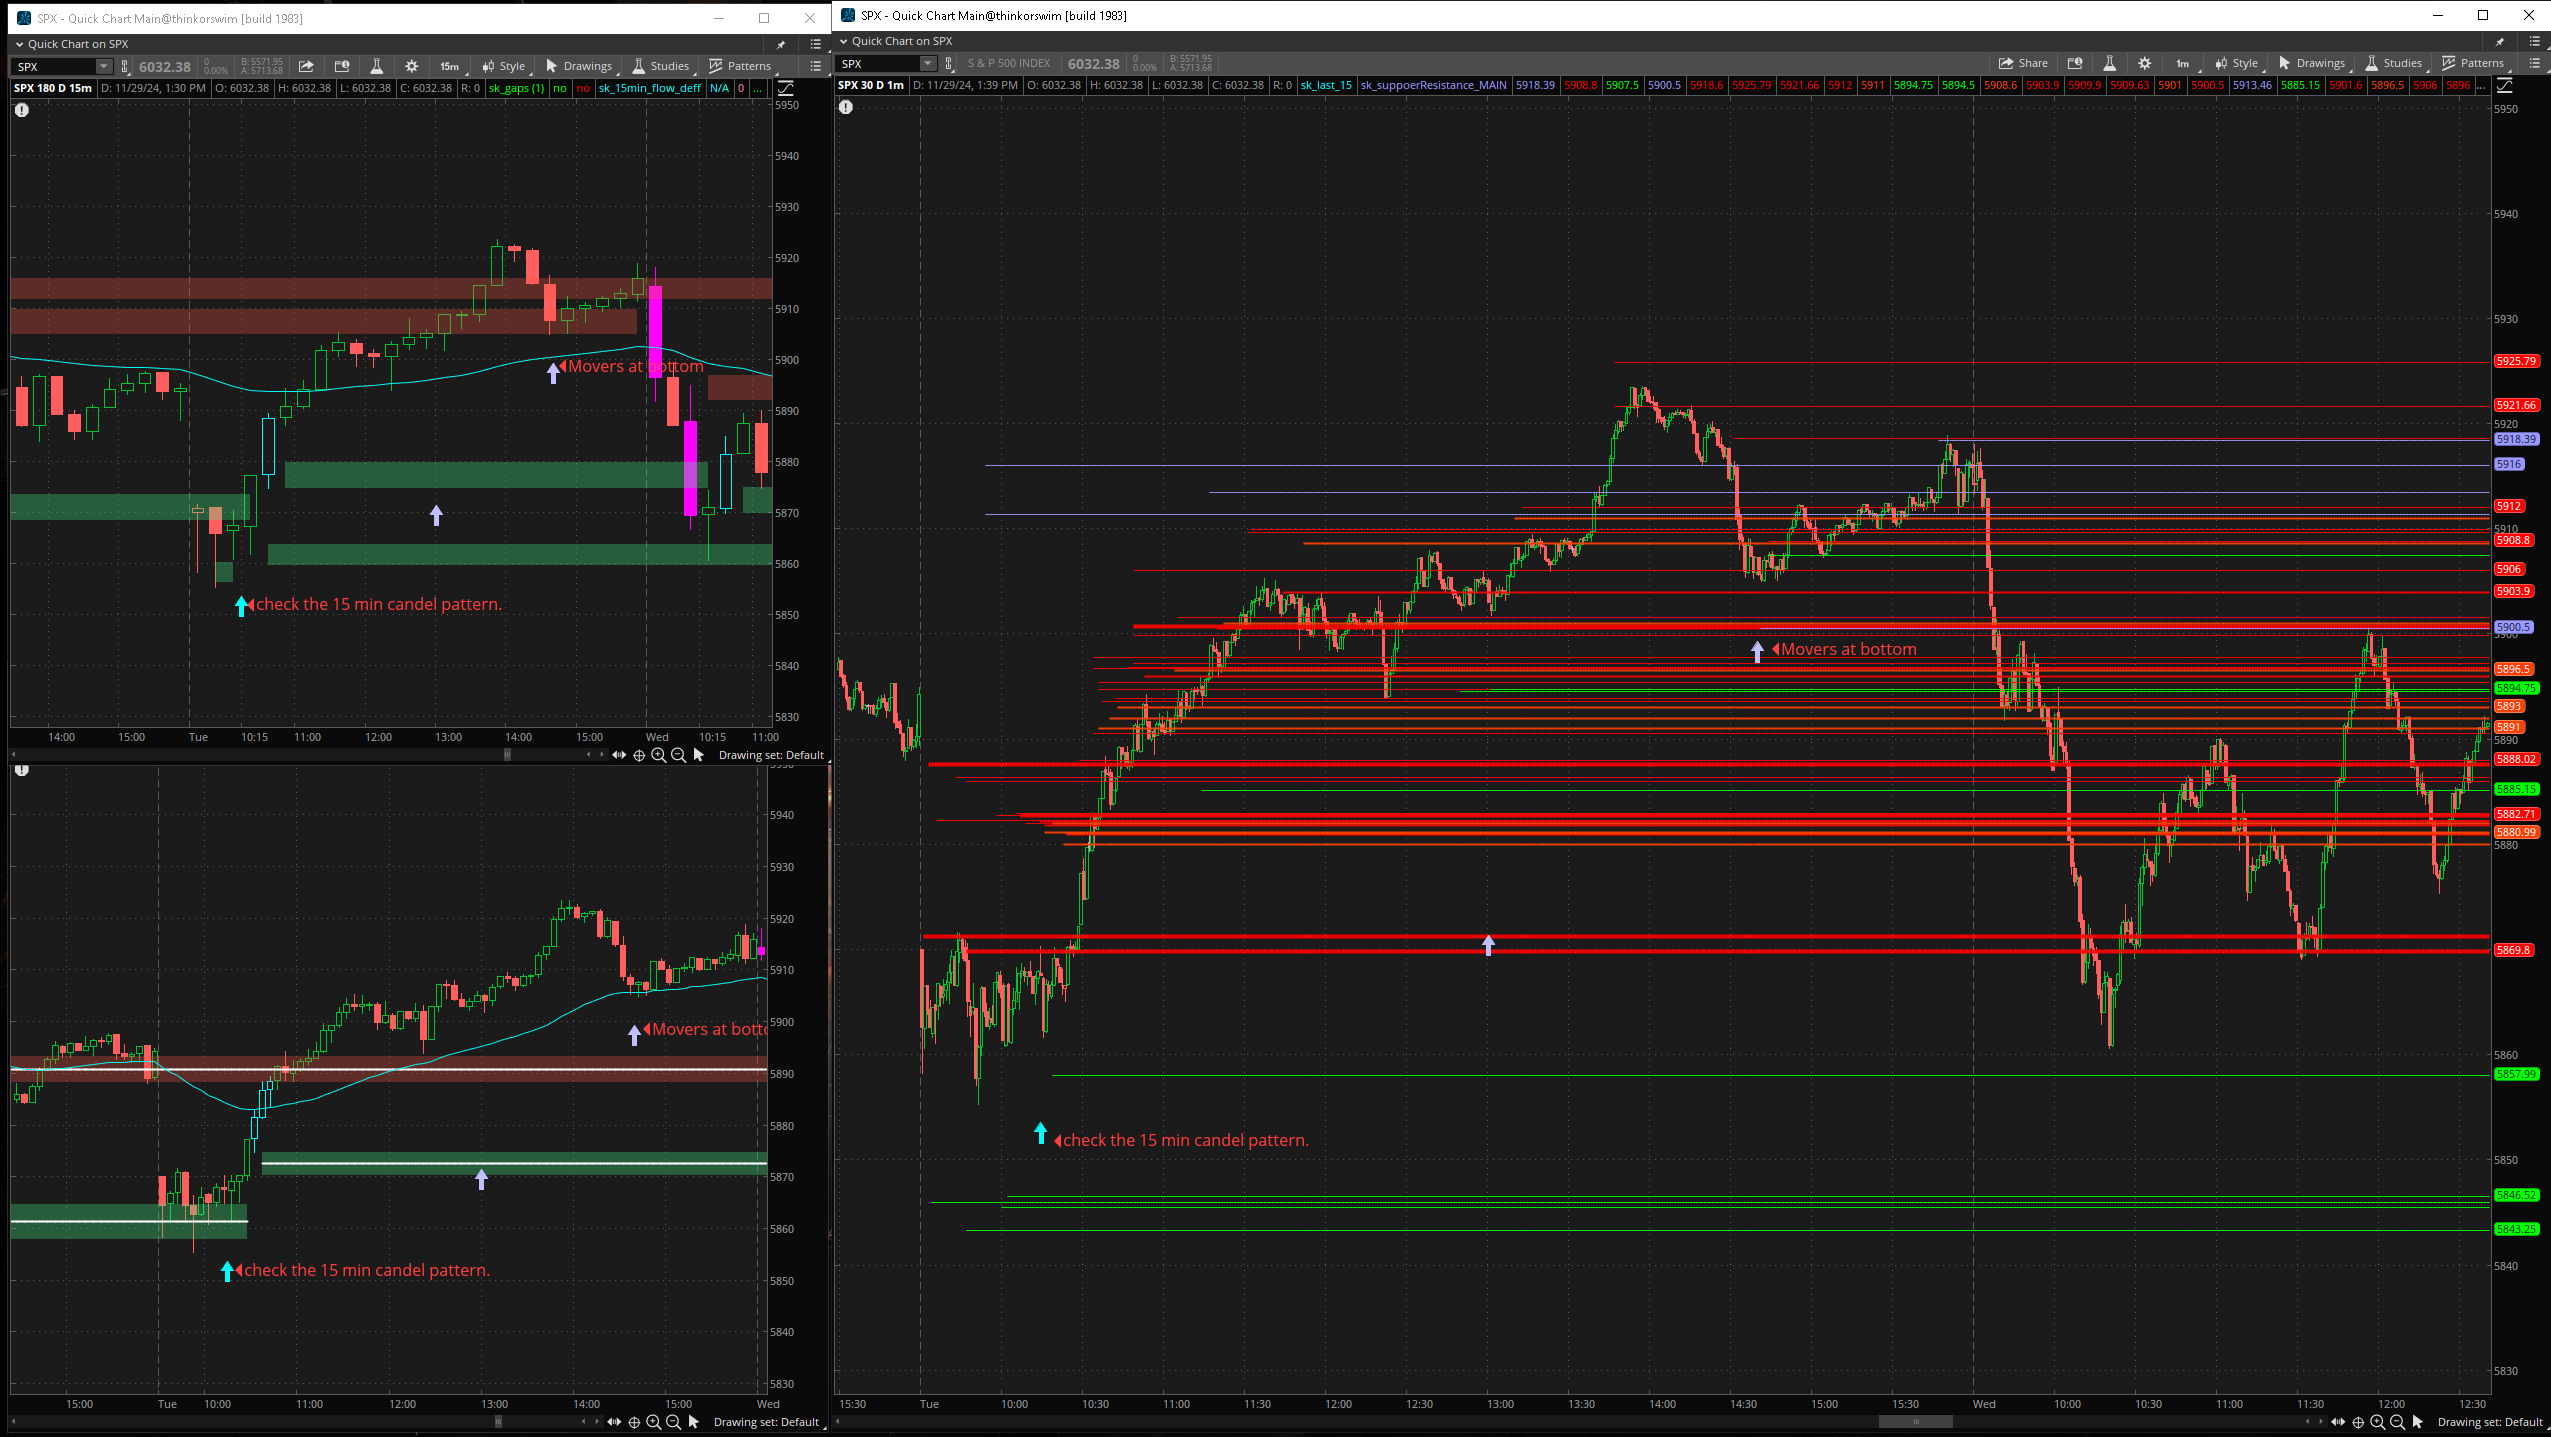 SPX - Quick Chart Main@thinkorswim [build 1983]
Quick Chart on SPX
SPX 6032.38 0 0.00% B: 5571.95 A: 5713.68 15m Style Drawings Studies Patterns
SPX 180 D 15m D: 11/29/24, 1:30 PM O: 6032.38 H: 6032.38 L: 6032.38 C: 6032.38 R: 0 sk_gaps (1) no no sk_15min_flow_deff N/A 0 ...
5950
5940
5930
5920
5910
5900
5890
5880
5870
5860
5850
5840
5830
Movers at bottom
check the 15 min candel pattern.
14:00 15:00 Tue 10:15 11:00 12:00 13:00 14:00 15:00 Wed 10:15 11:00
Drawing set: Default
5940
5930
5920
5910
5900
5890
5880
5870
5860
5850
5840
5830
Movers at botto
check the 15 min candel pattern.
15:00 Tue 10:00 11:00 12:00 13:00 14:00 15:00 Wed
Drawing set: Default
SPX - Quick Chart Main@thinkorswim [build 1983]
Quick Chart on SPX
SPX S & P 500 INDEX 6032.38 0 0.00% B: 5571.95 A: 5713.68 Share 1m Style Drawings Studies Patterns
SPX 30 D 1m D: 11/29/24, 1:39 PM O: 6032.38 H: 6032.38 L: 6032.38 C: 6032.38 R: 0 sk_last_15 sk_suppoerResistance_MAIN 5918.39 5908.8 5907.5 5900.5 5918.6 5925.79 5921.66 5912 5911 5894.75 5894.5 5908.6 5903.9 5909.9 5909.63 5901 5900.5 5913.46 5885.15 5901.6 5896.5 5906 5896 ...
5950
5940
5930
5925.79
5921.66
5920
5918.39
5916
5912
5910
5908.8
5906
5903.9
5900.5
5896.5
5894.75
5893
5891
5890
5888.02
5885.15
5882.71
5880.99
5880
5869.8
5860
5857.99
5850
5846.52
5843.25
5840
5830
Movers at bottom
check the 15 min candel pattern.
15:30 Tue 10:00 10:30 11:00 11:30 12:00 12:30 13:00 13:30 14:00 14:30 15:00 15:30 Wed 10:00 10:30 11:00 11:30 12:00 12:30
Drawing set: Default